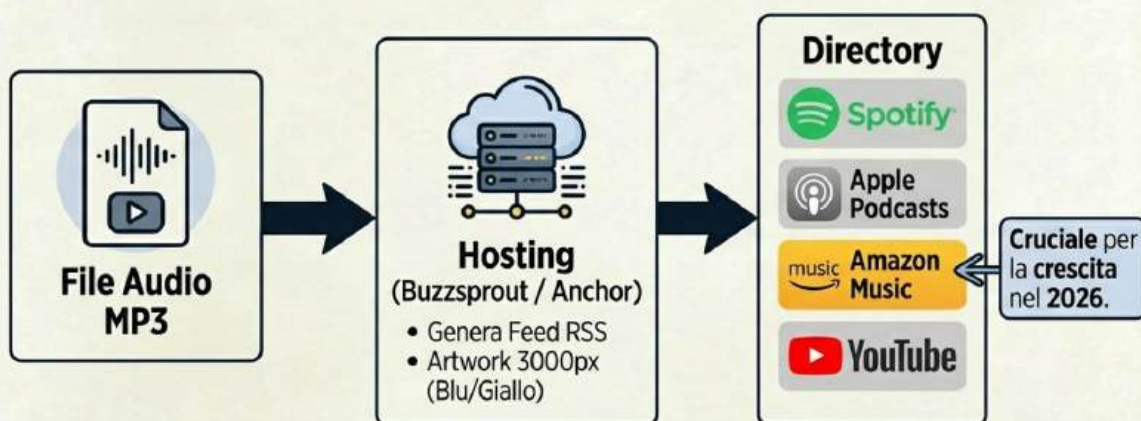 File Audio
MP3
Hosting
(Buzzsprout / Anchor)
• Genera Feed RSS
• Artwork 3000px
(Blu/Giallo)
Directory
Spotify
Apple
Podcasts
music Amazon
Music
YouTube
Cruciale per
la crescita
nel 2026.